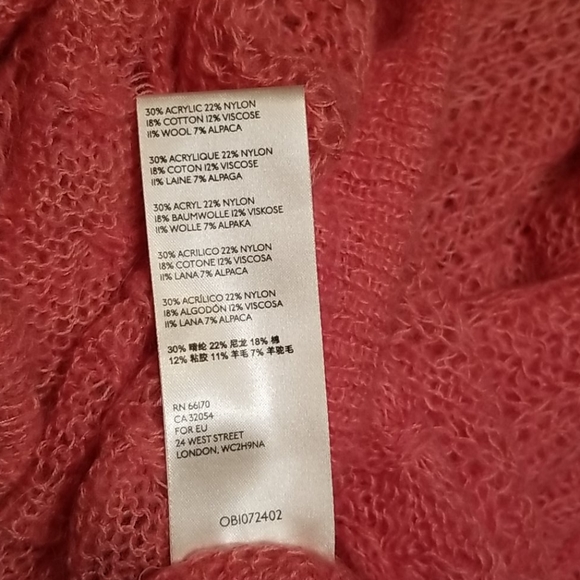 30% ACRYLIC 22% NYLON
18% COTTON 12% VISCOSE
11% WOOL 7% ALPACA
30% ACRYLIQUE 22% NYLON
18% COTON 12% VISCOSE
11% LAINE 7% ALPAGA
30% ACRYL 22% NYLON
18% BAUMWOLLE 12% VISKOSE
11% WOLLE 7% ALPAKA
30% ACRILICO 22% NYLON
18% COTONE 12% VISCOSA
11% LANA 7% ALPACA
30% ACRÍLICO 22% NYLON
18% ALGODÓN 12% VISCOSA
11% LANA 7% ALPACA
30% 晴纶 22% 尼龙 18% 棉
12% 粘胶 11% 羊毛 7% 羊驼毛
RN 66170
CA 32054
FOR EU
24 WEST STREET
LONDON, WC2H9NA
OB1072402